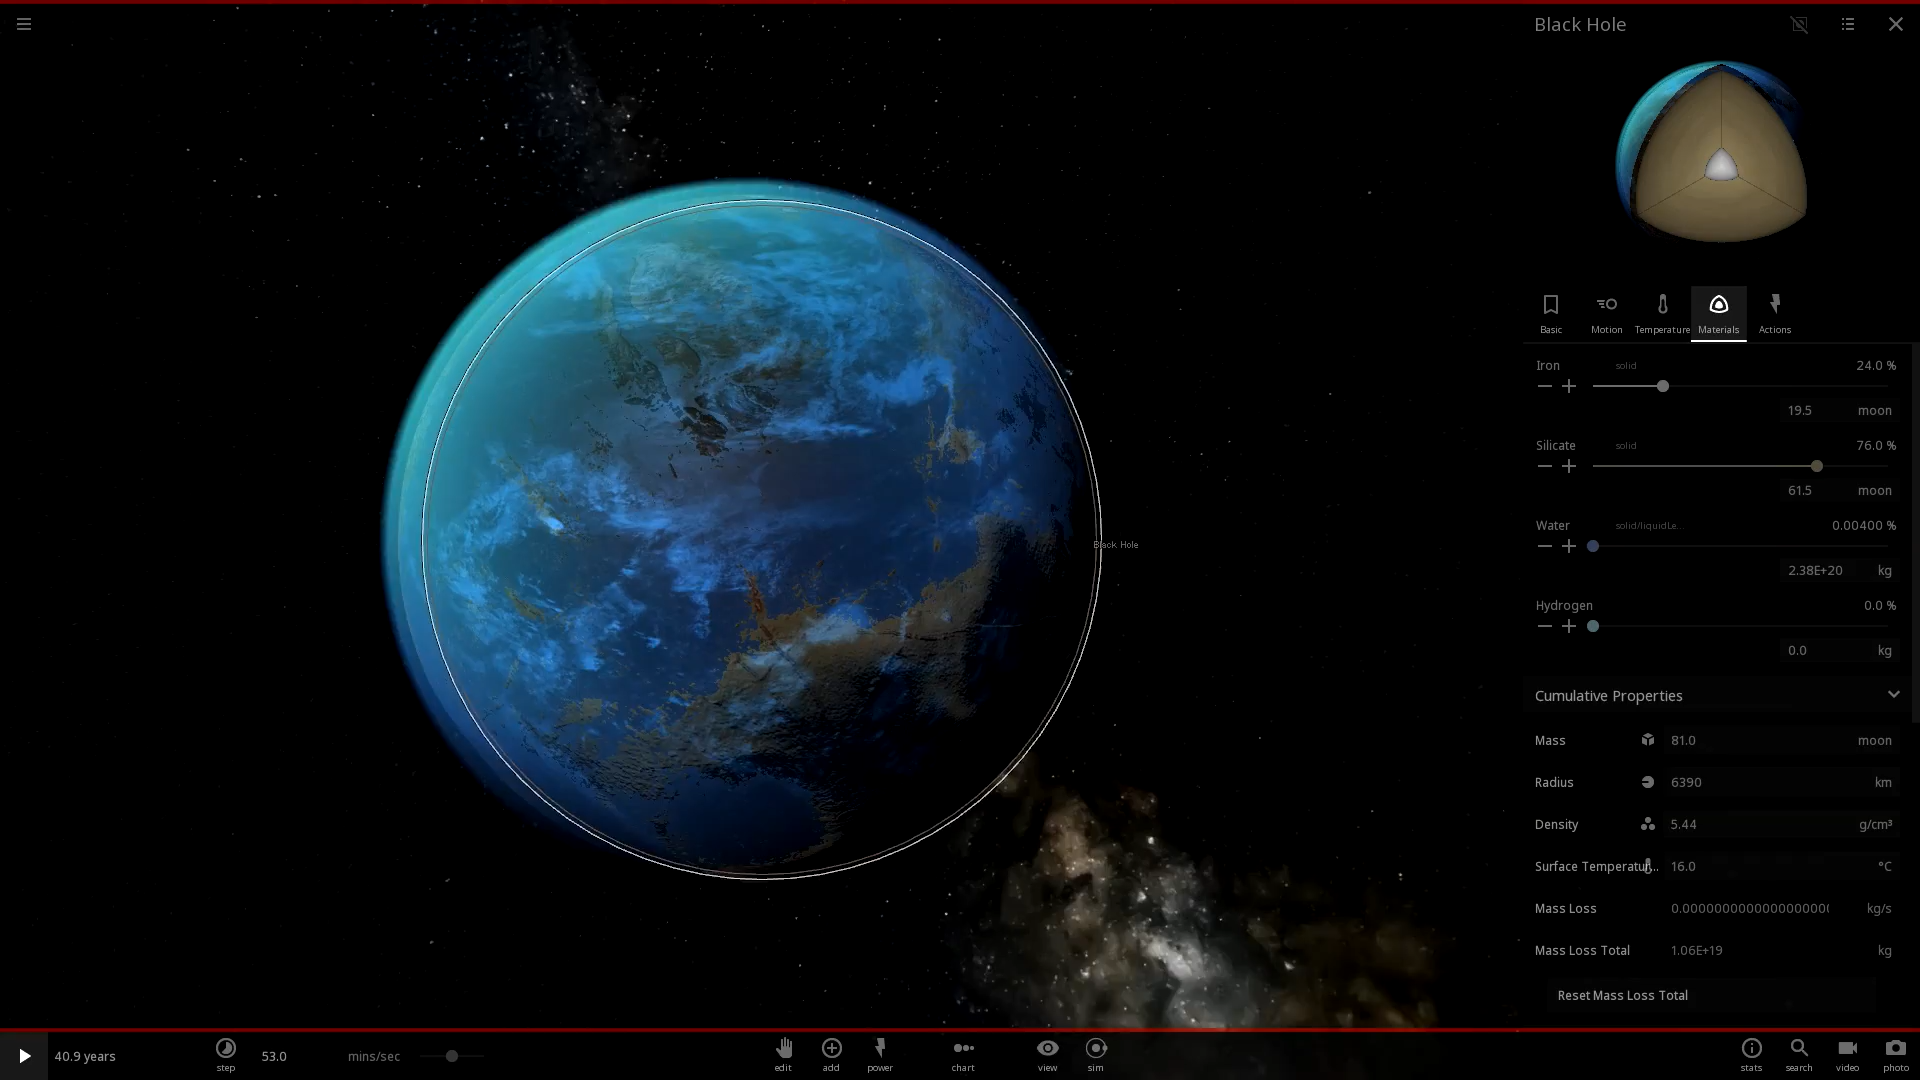 Black Hole
Basic
Motion
Temperature
Materials
Actions
Iron solid 24.0 %
19.5 moon
Silicate solid 76.0 %
61.5 moon
Water solid/liquidLe... 0.00400 %
2.38E+20 kg
Hydrogen 0.0 %
0.0 kg
Black Hole
Cumulative Properties
Mass 81.0 moon
Radius 6390 km
Density 5.44 g/cm³
Surface Temperatur... 16.0 °C
Mass Loss kg/s
Mass Loss Total 1.06E+19 kg
Reset Mass Loss Total
40.9 years
step
53.0 mins/sec
edit
add
power
chart
view
sim
stats
search
video
photo